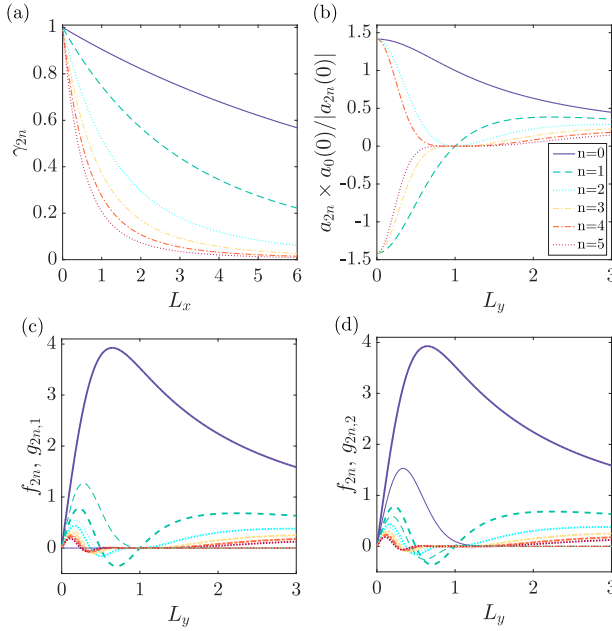 (a)
1
0.8
0.6
0.4
0.2
0
γ₂ₙ
0 1 2 3 4 5 6
Lₓ
(b)
1.5
1
0.5
0
-0.5
-1
-1.5
a₂ₙ × a₀(0)/|a₂ₙ(0)|
n=0
n=1
n=2
n=3
n=4
n=5
0 1 2 3
L_y
(c)
4
3
2
1
0
f₂ₙ, g₂ₙ,₁
0 1 2 3
L_y
(d)
4
3
2
1
0
f₂ₙ, g₂ₙ,₂
0 1 2 3
L_y